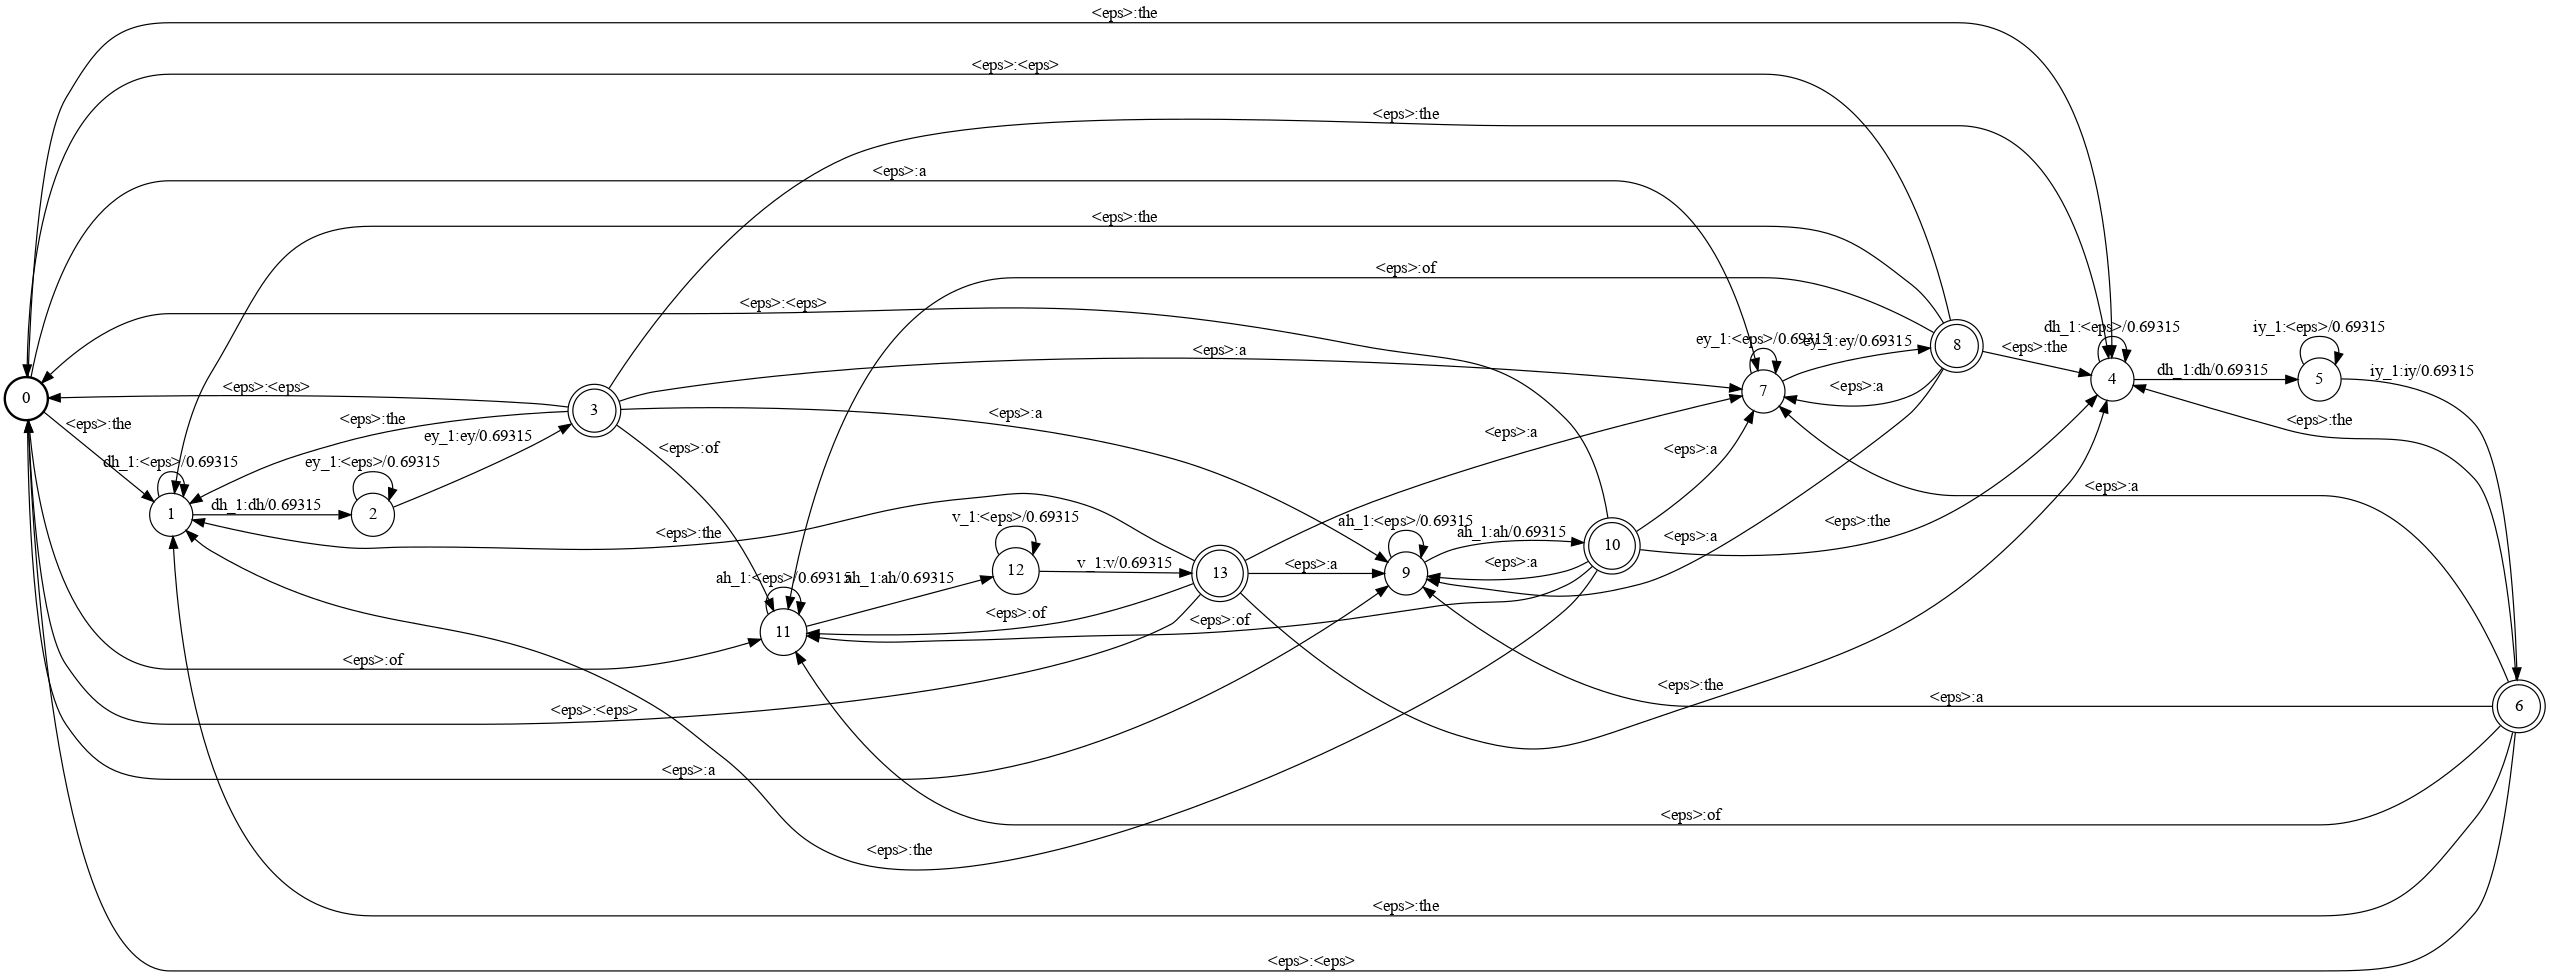 <eps>:the
<eps>:<eps>
<eps>:the
<eps>:a
<eps>:the
<eps>:of
<eps>:<eps>
dh_1:<eps>/0.69315
iy_1:<eps>/0.69315
ey_1:<eps>/0.69315
ey_1:ey/0.69315
8
<eps>:the
<eps>:a
dh_1:dh/0.69315
iy_1:iy/0.69315
4
5
7
<eps>:<eps>
<eps>:a
0
3
<eps>:the
<eps>:the
<eps>:a
<eps>:the
ey_1:ey/0.69315
<eps>:of
<eps>:a
<eps>:a
dh_1:<eps>/0.69315
ey_1:<eps>/0.69315
<eps>:a
dh_1:dh/0.69315
1
2
v_1:<eps>/0.69315
ah_1:<eps>/0.69315
<eps>:the
<eps>:the
ah_1:ah/0.69315
<eps>:a
10
v_1:v/0.69315
12
13
<eps>:a
9
<eps>:a
ah_1:<eps>/0.69315
ah_1:ah/0.69315
<eps>:of
<eps>:of
11
<eps>:of
<eps>:the
<eps>:a
6
<eps>:<eps>
<eps>:a
<eps>:of
<eps>:the
<eps>:the
<eps>:<eps>